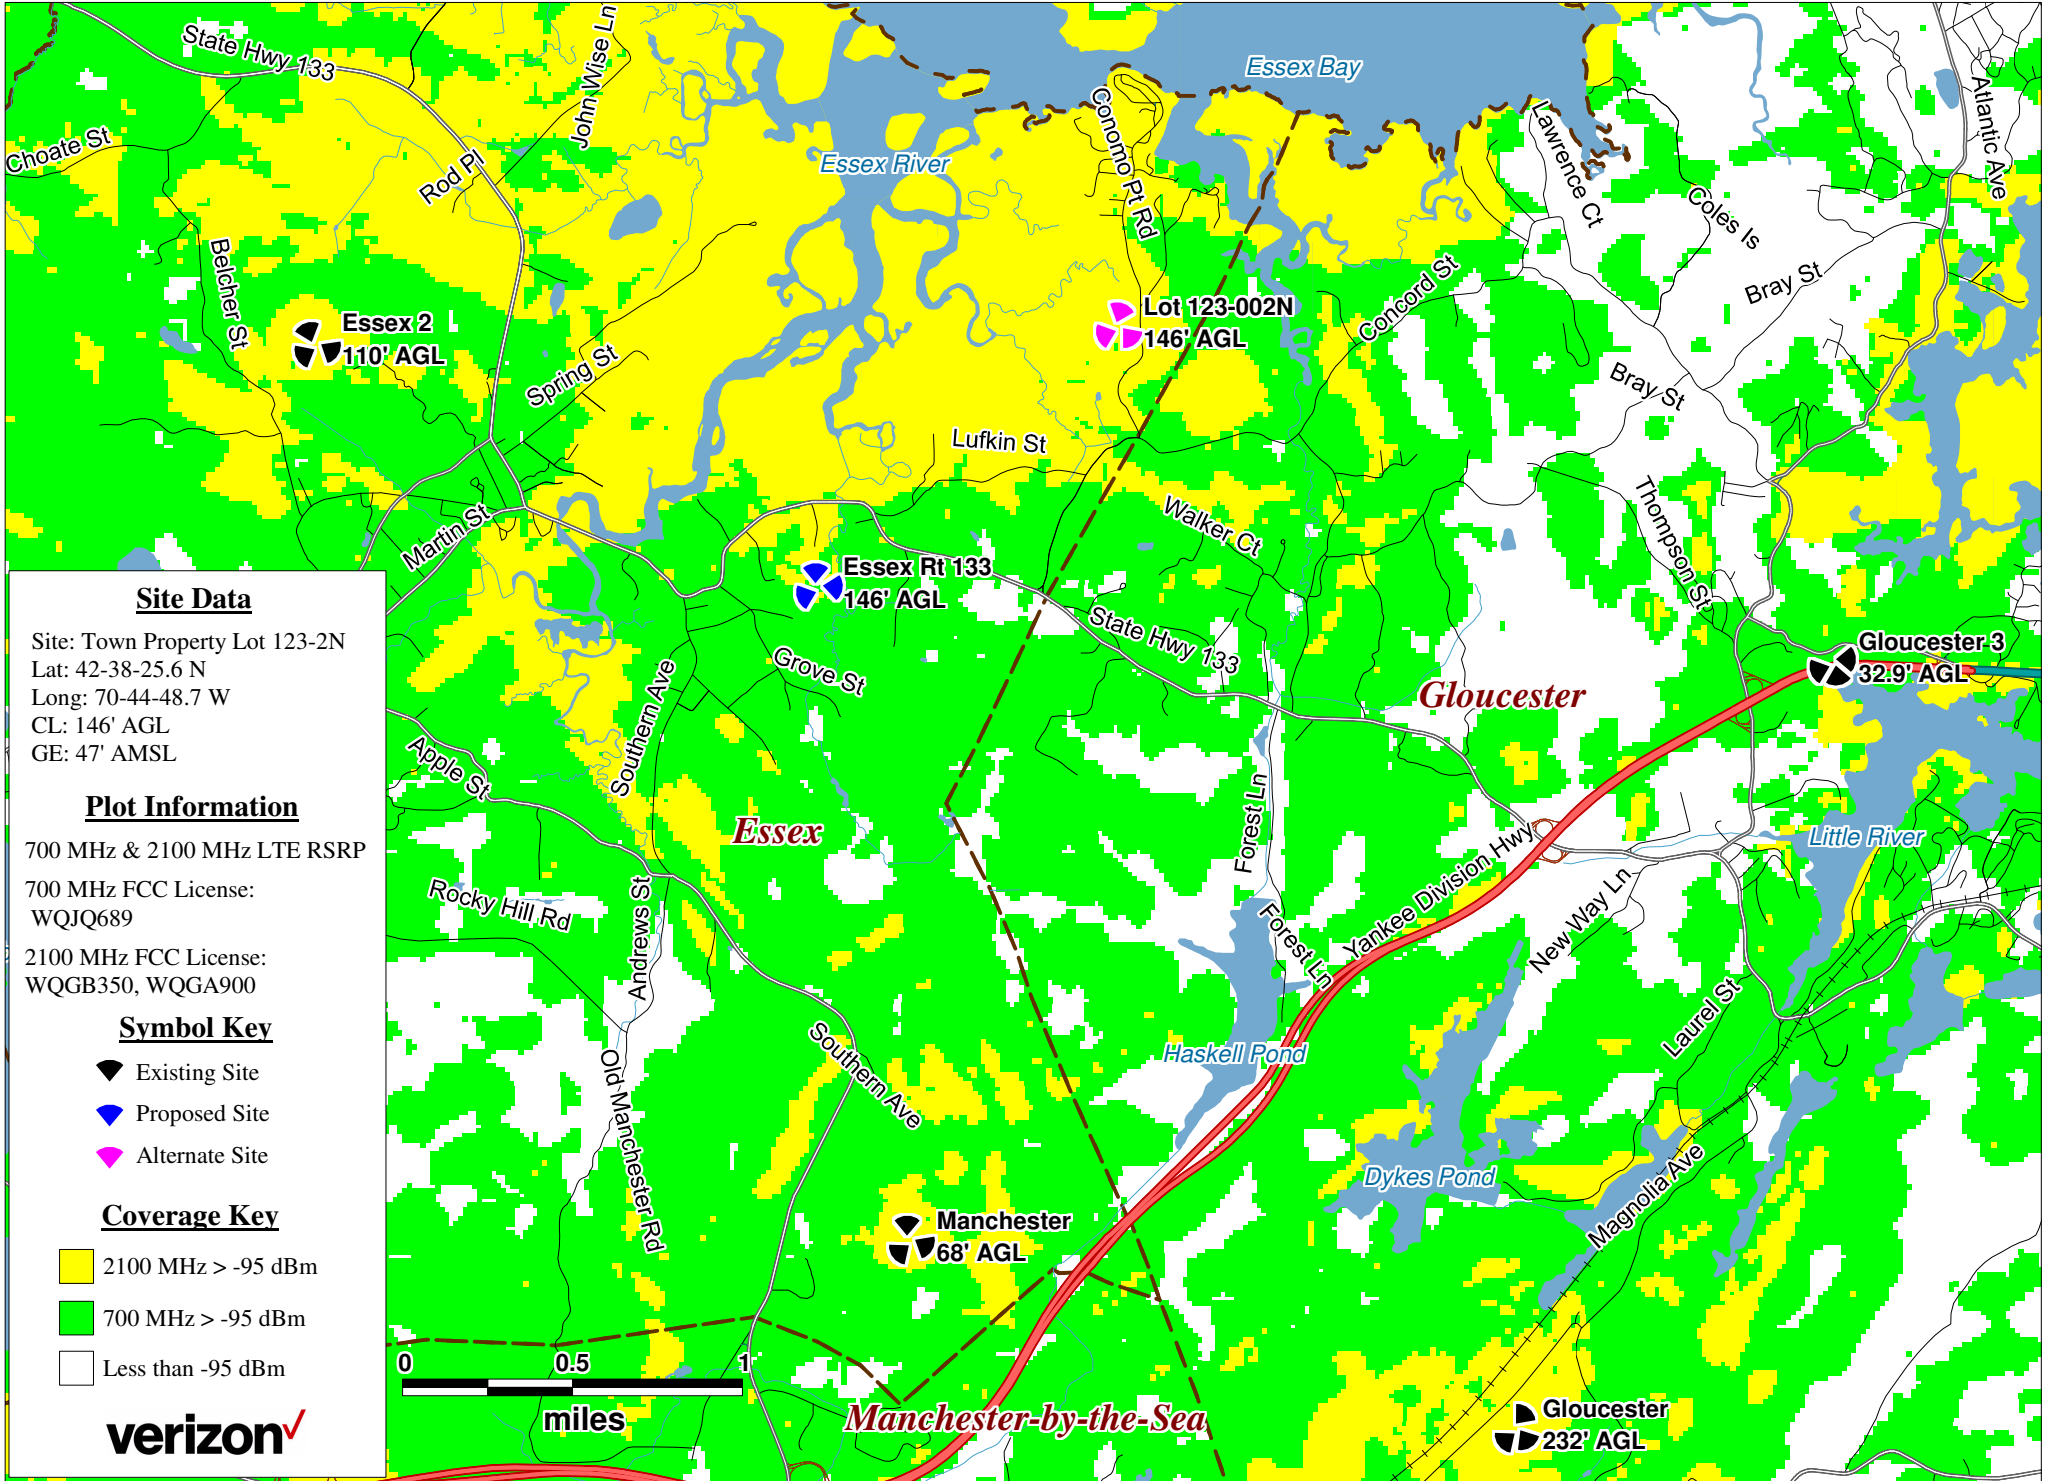 State Hwy 133
John Wise Ln
Essex Bay
Atlantic Ave
Choate St
Rod Pl
Essex River
Conomo Pt Rd
Lawrence Ct
Coles Is
Belcher St
Bray St
Concord St
Essex 2
110' AGL
Lot 123-002N
146' AGL
Spring St
Bray St
Lufkin St
Martin St
Walker Ct
Thompson St
Essex Rt 133
146' AGL
State Hwy 133
Grove St
Southern Ave
Gloucester
Gloucester 3
32.9' AGL
Apple St
Essex
Forest Ln
Little River
Yankee Division Hwy
Rocky Hill Rd
Andrews St
Forest Ln
New Way Ln
Laurel St
Southern Ave
Haskell Pond
Old Manchester Rd
Dykes Pond
Magnolia Ave
Manchester
68' AGL
Manchester-by-the-Sea
Gloucester
232' AGL
Site Data
Site: Town Property Lot 123-2N
Lat: 42-38-25.6 N
Long: 70-44-48.7 W
CL: 146' AGL
GE: 47' AMSL
Plot Information
700 MHz & 2100 MHz LTE RSRP
700 MHz FCC License:
WQJQ689
2100 MHz FCC License:
WQGB350, WQGA900
Symbol Key
Existing Site
Proposed Site
Alternate Site
Coverage Key
2100 MHz > -95 dBm
700 MHz > -95 dBm
Less than -95 dBm
verizon
0 0.5 1
miles